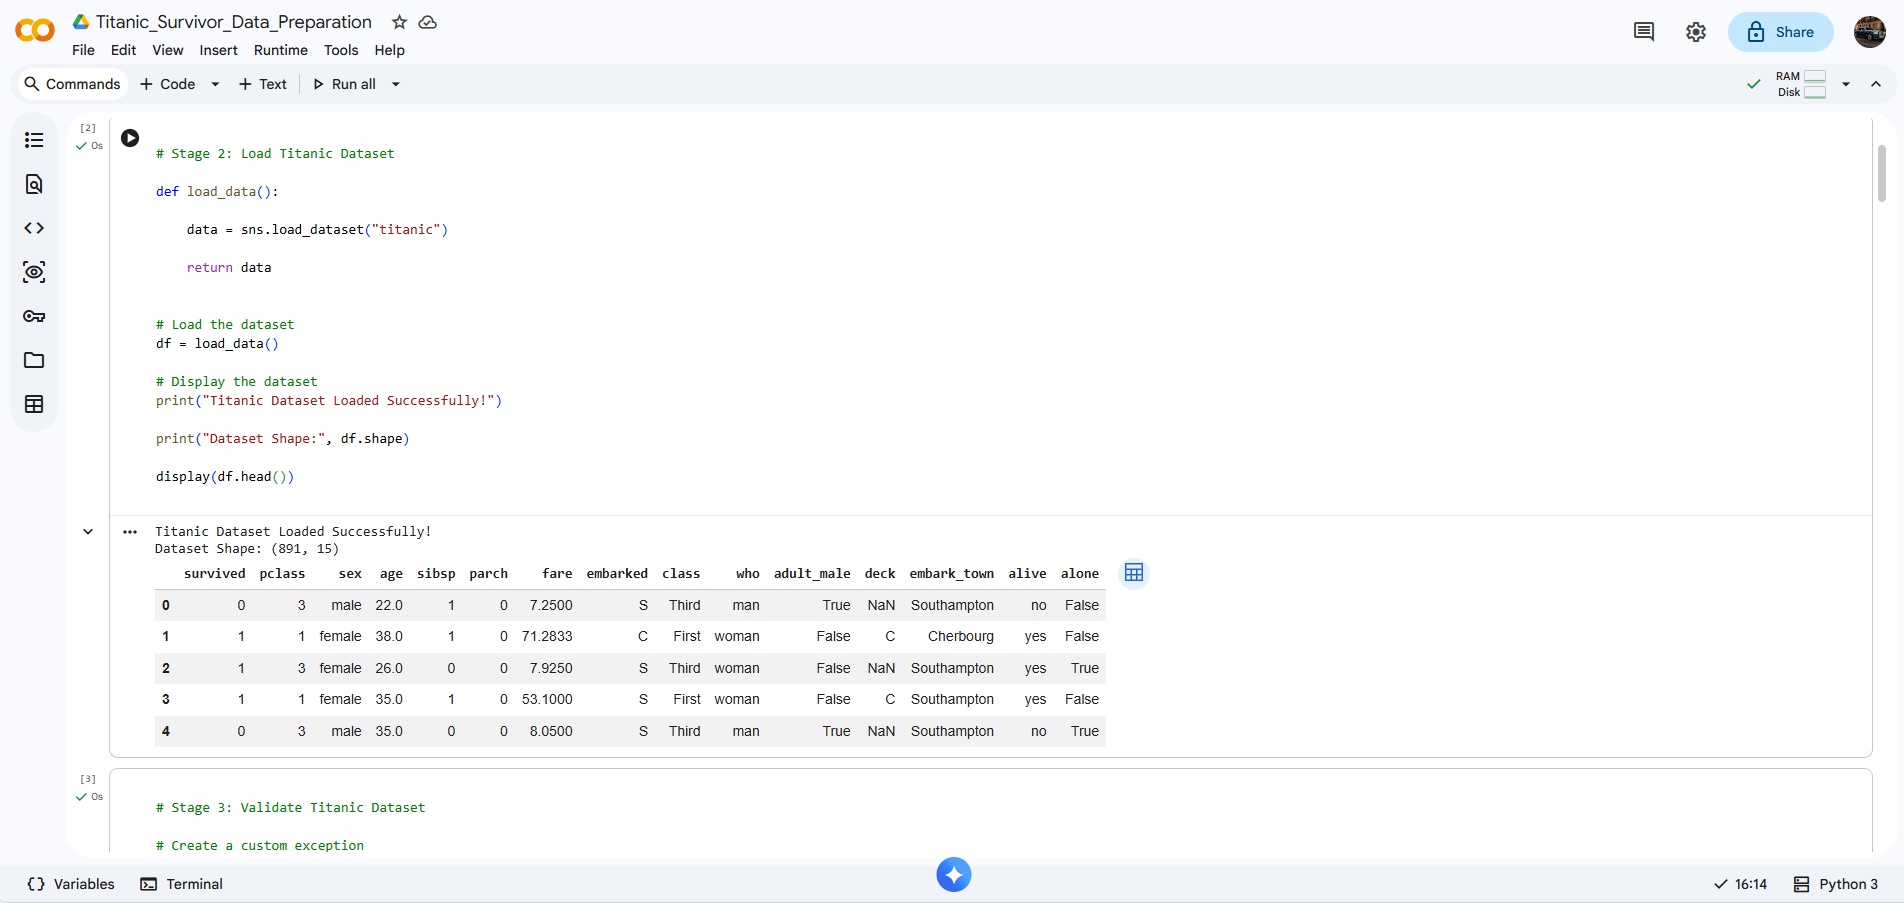 Titanic_Survivor_Data_Preparation
File Edit View Insert Runtime Tools Help
Share
Commands + Code + Text Run all
RAM
Disk
[2]
0s
# Stage 2: Load Titanic Dataset
def load_data():
data = sns.load_dataset("titanic")
return data
# Load the dataset
df = load_data()
# Display the dataset
print("Titanic Dataset Loaded Successfully!")
print("Dataset Shape:", df.shape)
display(df.head())
Titanic Dataset Loaded Successfully!
Dataset Shape: (891, 15)
survived pclass sex age sibsp parch fare embarked class who adult_male deck embark_town alive alone
0 0 3 male 22.0 1 0 7.2500 S Third man True NaN Southampton no False
1 1 1 female 38.0 1 0 71.2833 C First woman False C Cherbourg yes False
2 1 3 female 26.0 0 0 7.9250 S Third woman False NaN Southampton yes True
3 1 1 female 35.0 1 0 53.1000 S First woman False C Southampton yes False
4 0 3 male 35.0 0 0 8.0500 S Third man True NaN Southampton no True
[3]
0s
# Stage 3: Validate Titanic Dataset
# Create a custom exception
Variables Terminal
16:14 Python 3